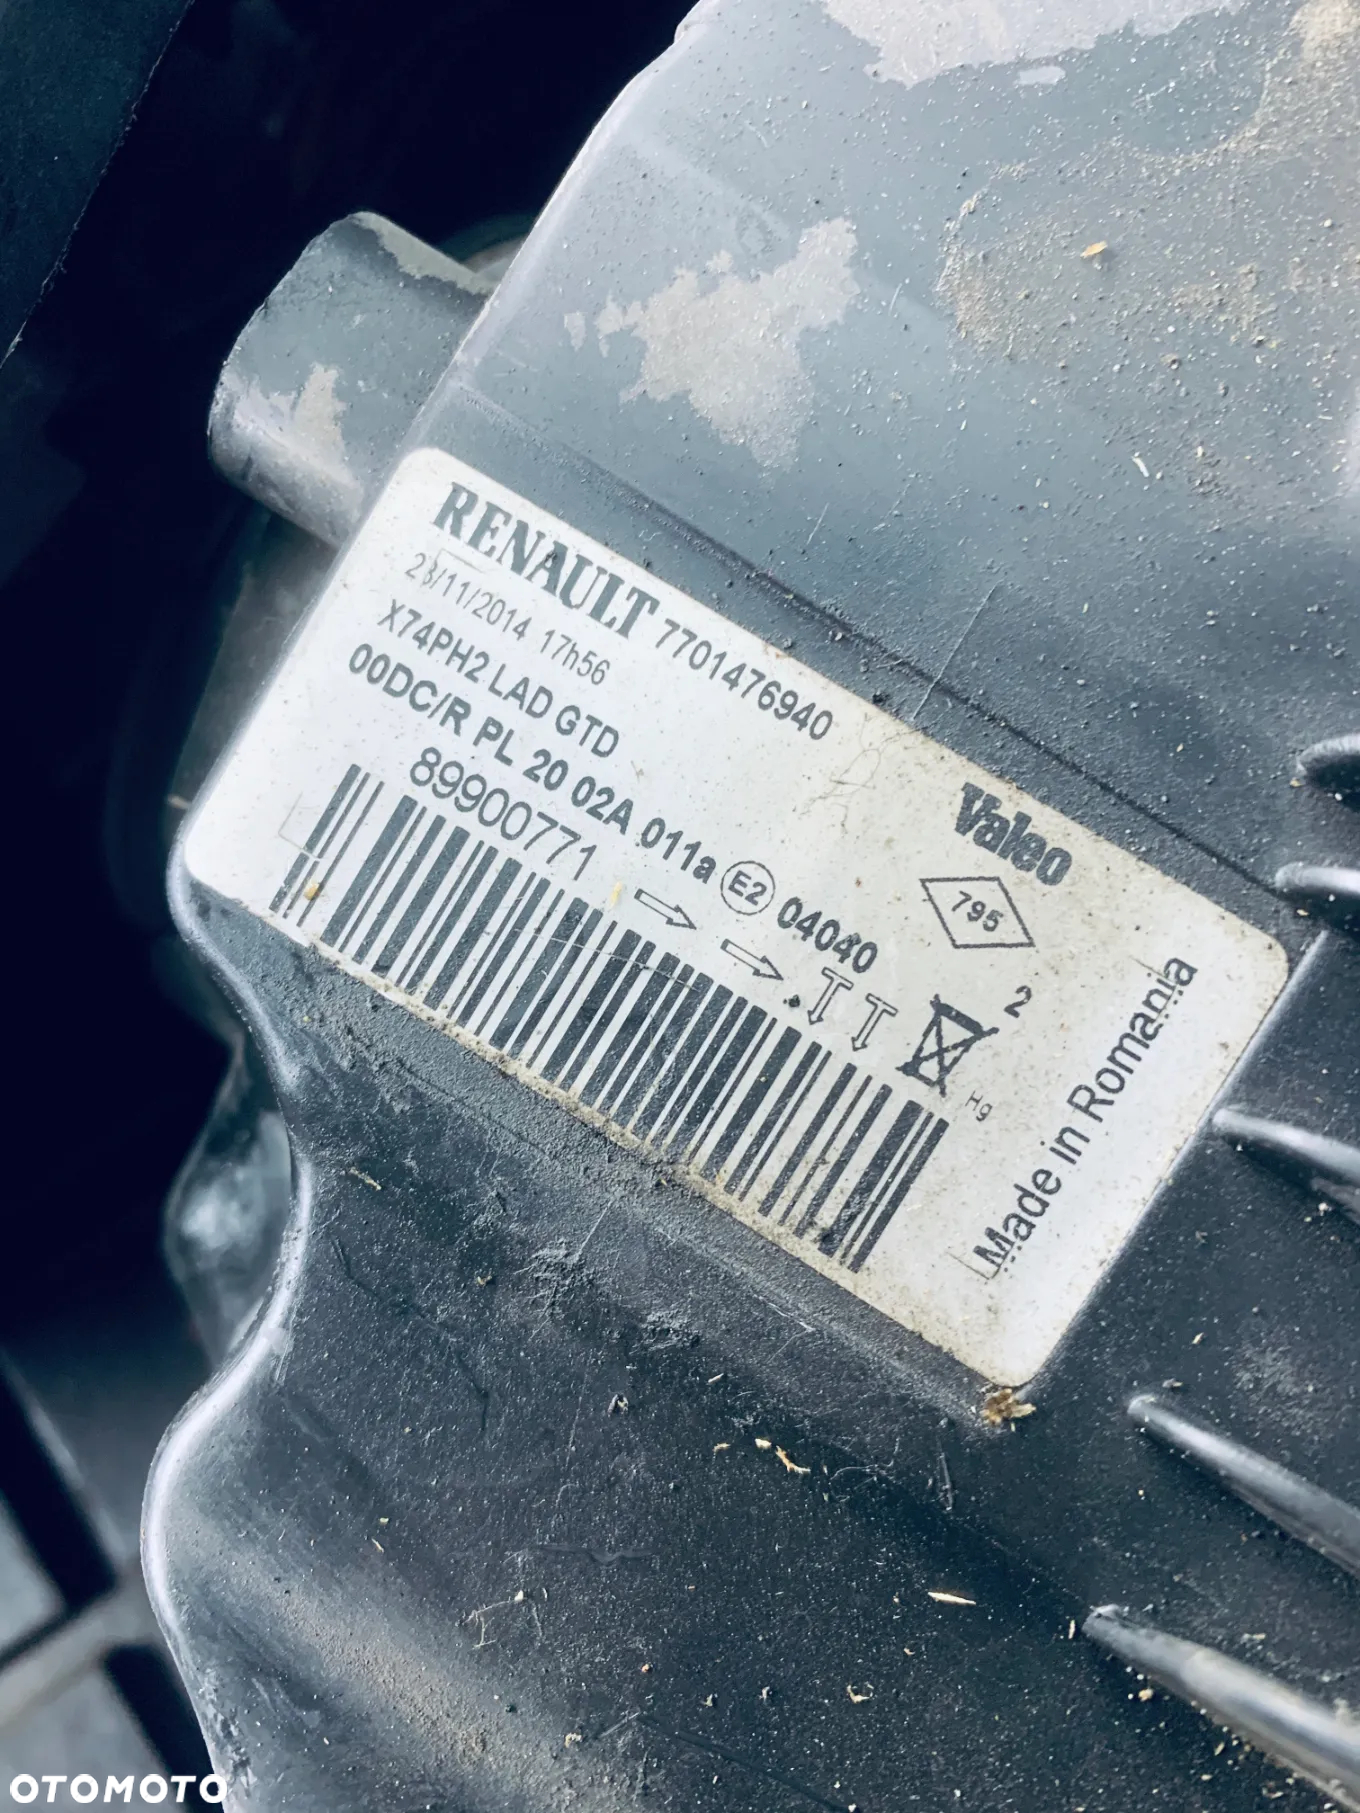 RENAULT 7701476940
23/11/2014 17h56
X74PH2 LAD GTD
00DC/R PL 20 02A 011a E2 04040
89900771
Valeo
795
2
Hg
Made in Romania
OTOMOTO